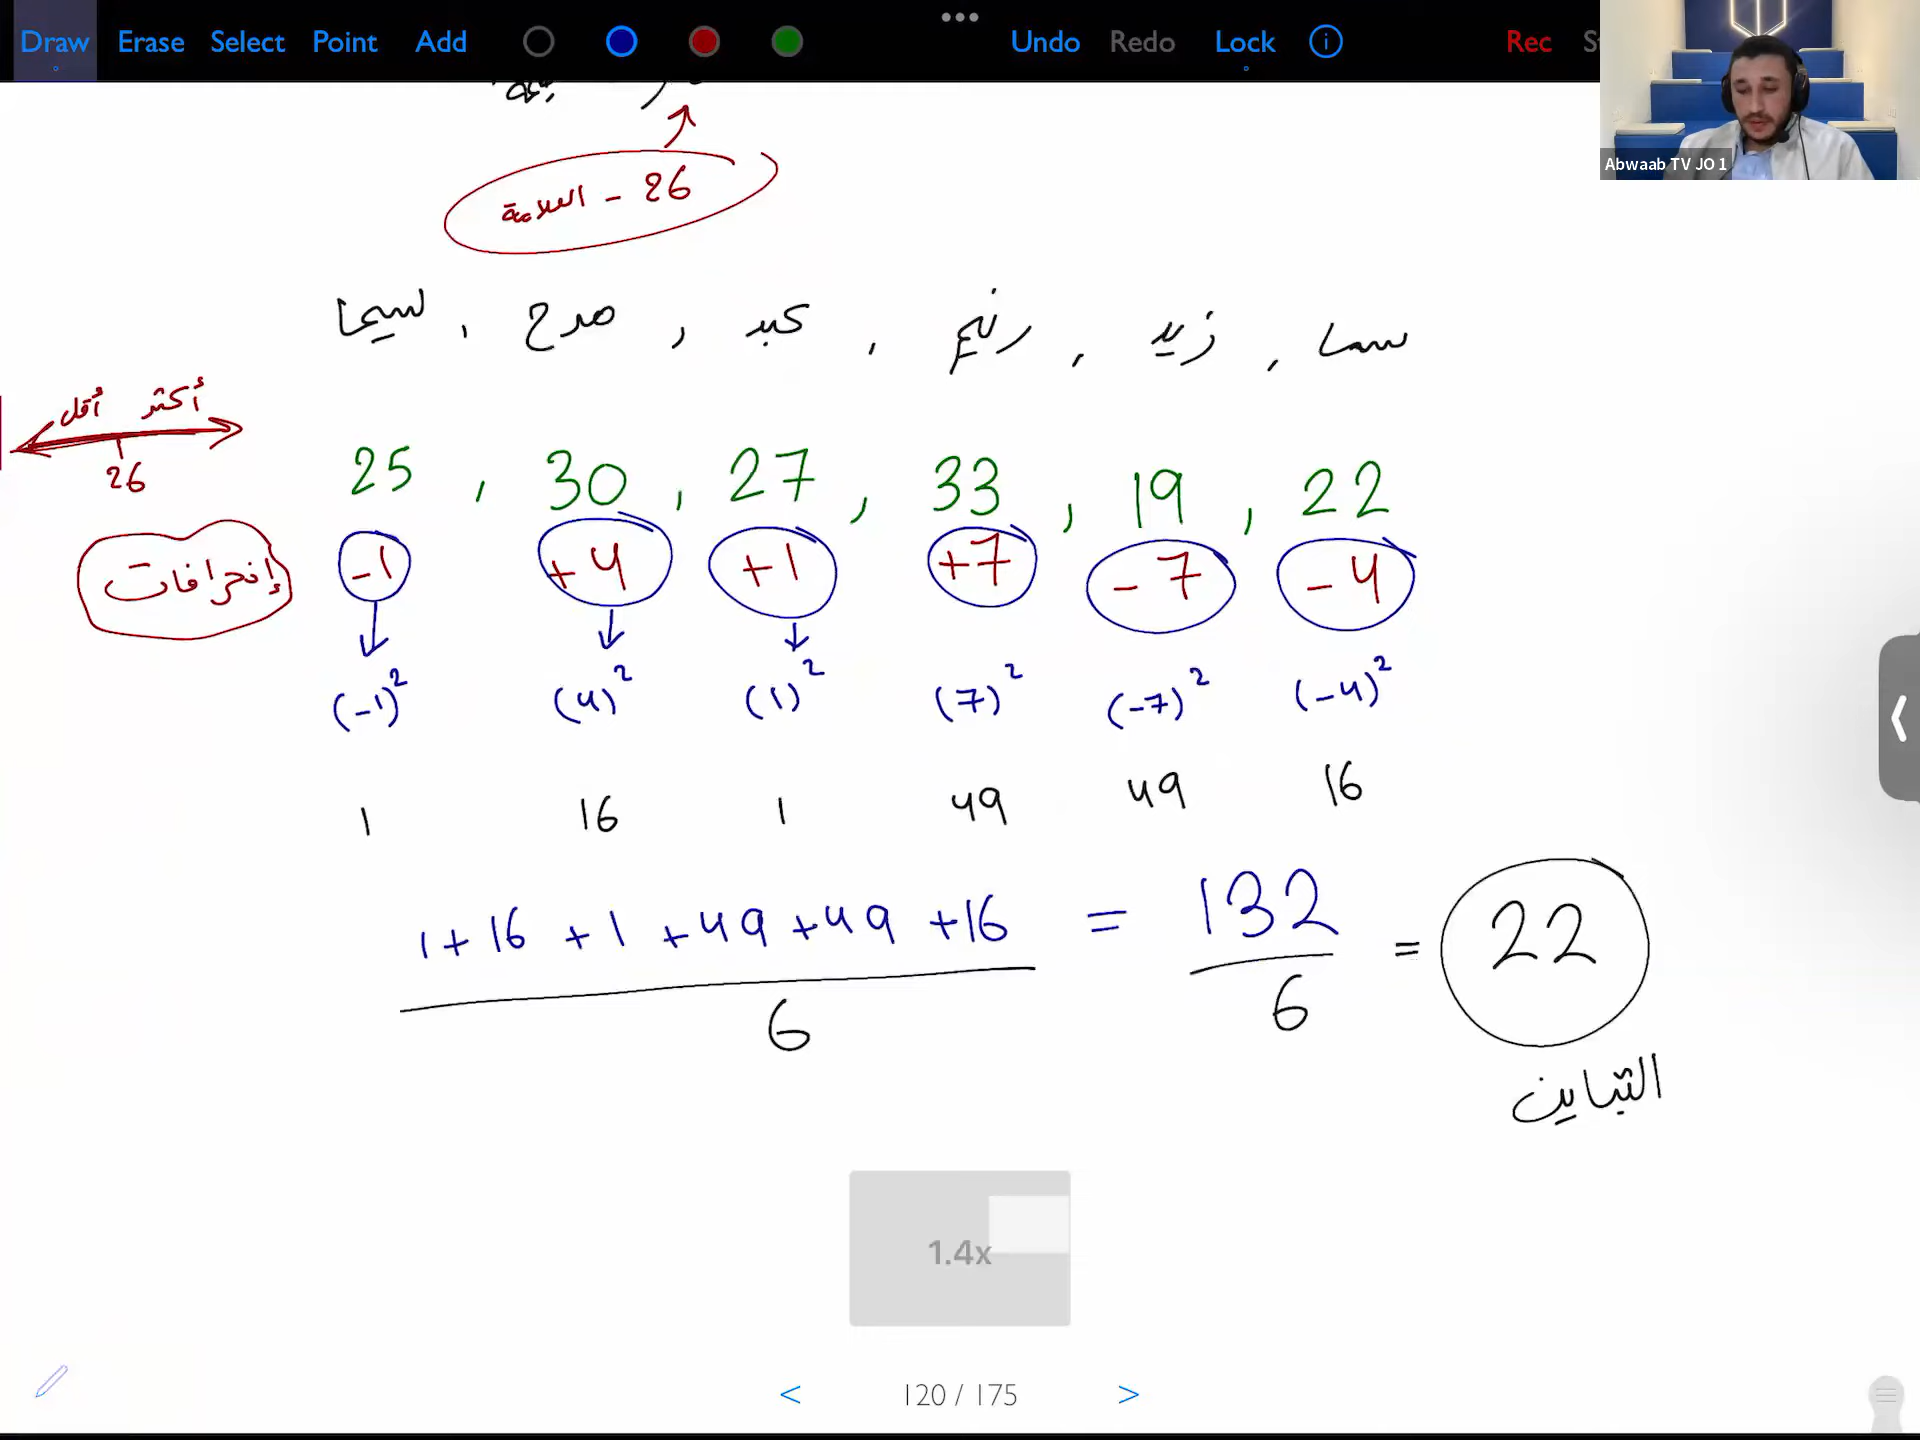 Draw Erase Select Point Add Undo Redo Lock Rec
Abwaab TV JO 1
26 - العلامة
سما , زيد , رنيم , عبد , مرح , سيما
أقل أكثر
26
25 , 30 , 27 , 33 , 19 , 22
إنحرافات -1 +4 +1 +7 -7 -4
(-1)² (4)² (1)² (7)² (-7)² (-4)²
1 16 1 49 49 16
1 + 16 + 1 + 49 + 49 + 16 = 132 = 22
6 6
التباين
1.4x
< 120 / 175 >